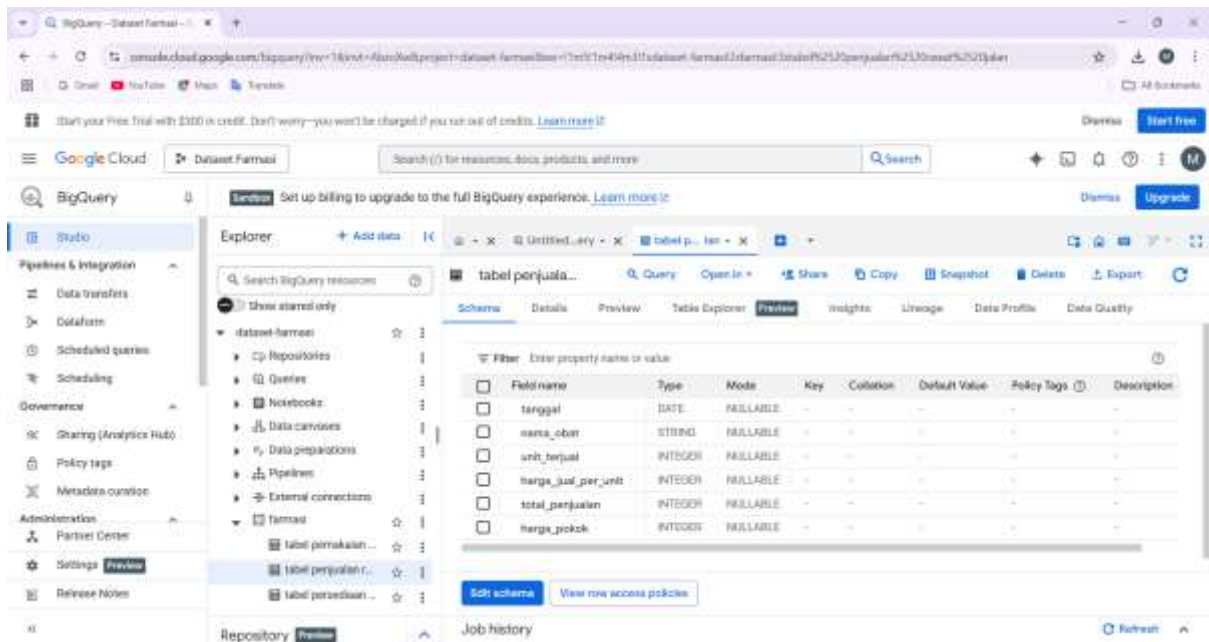 BigQuery – Dataset Farmasi –
Gmail YouTube Maps Translate All Bookmarks
Start your Free Trial with $300 in credit. Don't worry—you won't be charged if you run out of credits. Learn more
Dismiss Start free
Google Cloud Dataset Farmasi Search (/) for resources, docs, products, and more Search M
BigQuery
Sandbox Set up billing to upgrade to the full BigQuery experience. Learn more
Dismiss Upgrade
Studio
Pipelines & Integration
Data transfers
Dataform
Scheduled queries
Scheduling
Governance
Sharing (Analytics Hub)
Policy tags
Metadata curation
Administration
Partner Center
Settings Preview
Release Notes
Explorer + Add data
Search BigQuery resources
Show starred only
dataset-farmasi
Repositories
Queries
Notebooks
Data canvases
Data preparations
Pipelines
External connections
farmasi
tabel pemakaian ...
tabel penjualan r...
tabel persediaan ...
Repository Preview
Untitled...ery tabel p... lan
tabel penjuala... Query Open in Share Copy Snapshot Delete Export
Schema Details Preview Table Explorer Preview Insights Lineage Data Profile Data Quality
Filter Enter property name or value
Field name Type Mode Key Collation Default Value Policy Tags Description
tanggal DATE NULLABLE - - - - -
nama_obat STRING NULLABLE - - - - -
unit_terjual INTEGER NULLABLE - - - - -
harga_jual_per_unit INTEGER NULLABLE - - - - -
total_penjualan INTEGER NULLABLE - - - - -
harga_pokok INTEGER NULLABLE - - - - -
Edit schema View row access policies
Job history Refresh